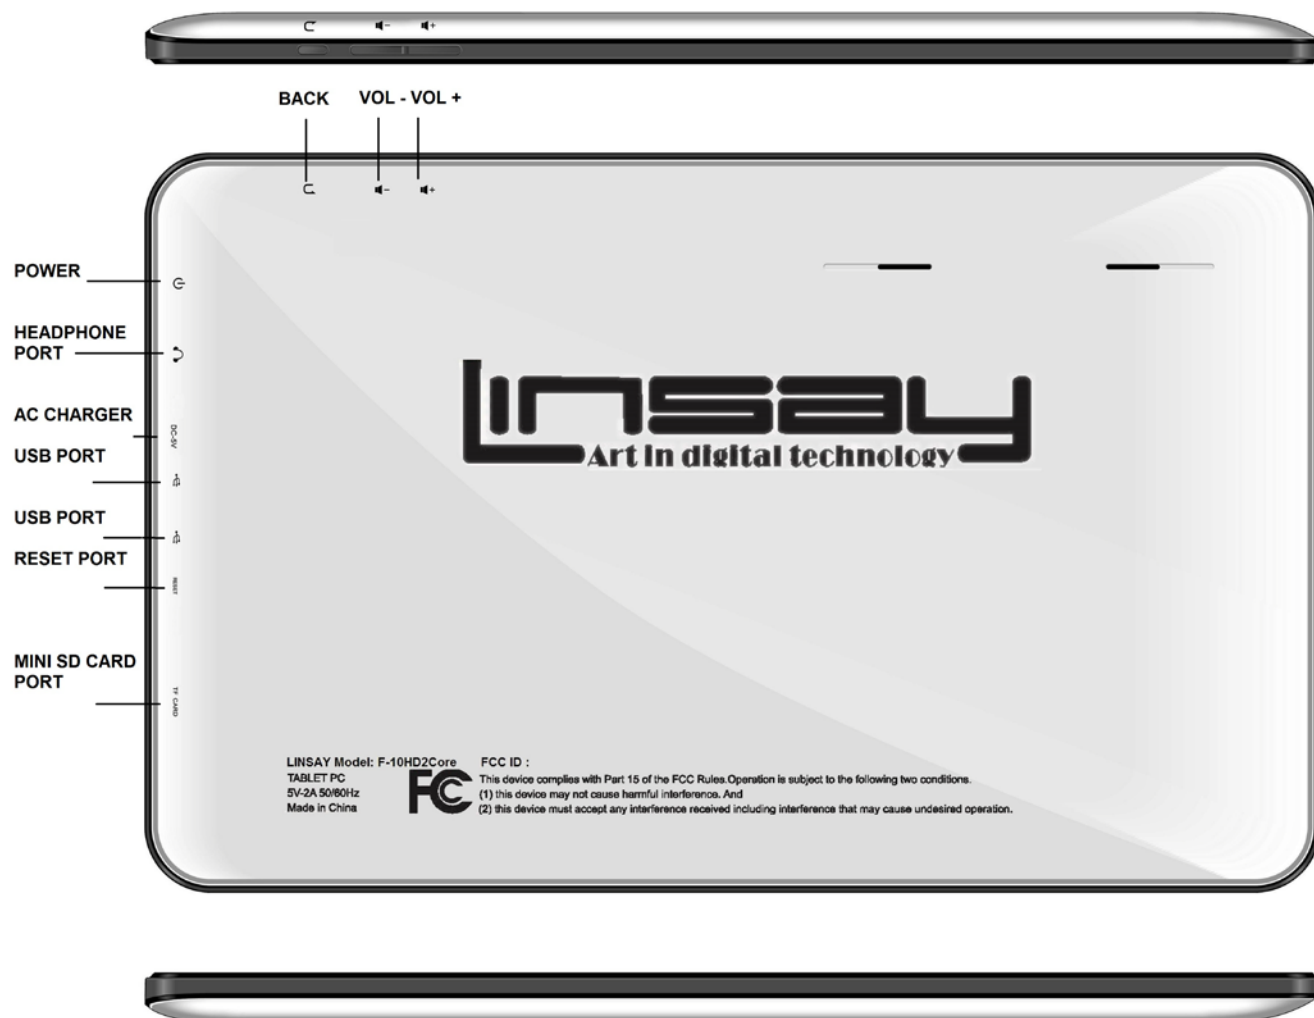 BACK VOL - VOL +
POWER
HEADPHONE
PORT
AC CHARGER
DC-5V
USB PORT
USB PORT
RESET PORT
RESET
MINI SD CARD
PORT
TF CARD
Linsay
Art in digital technology
LINSAY Model: F-10HD2Core FCC ID :
TABLET PC
5V-2A 50/60Hz
Made in China
FC
This device complies with Part 15 of the FCC Rules.Operation is subject to the following two conditions.
(1) this device may not cause harmful interference. And
(2) this device must accept any interference received including interference that may cause undesired operation.